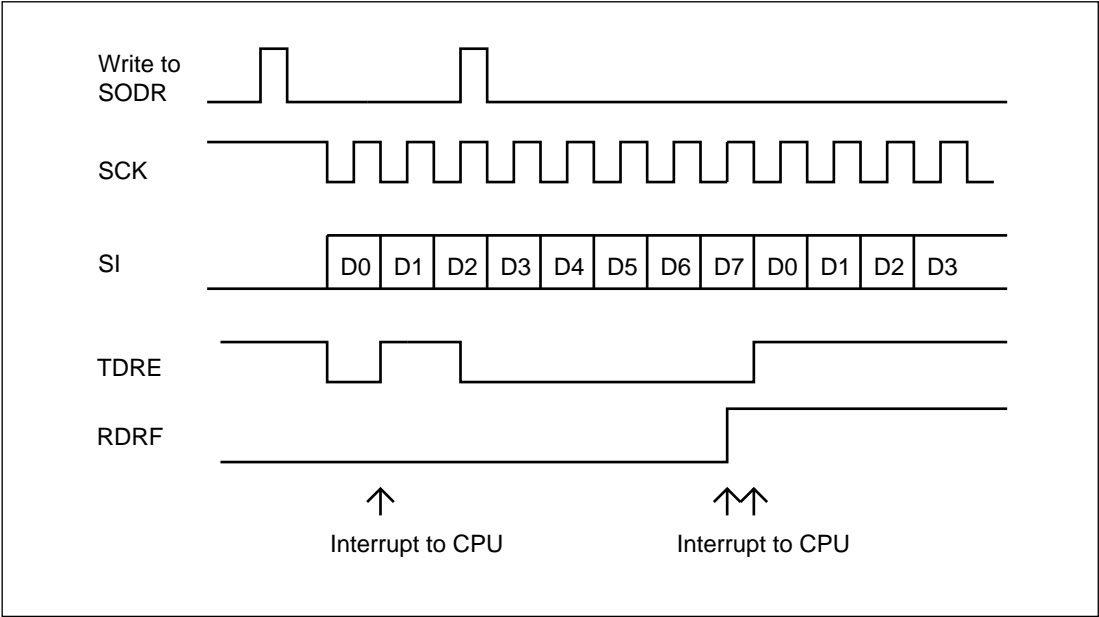 Write to
SODR
SCK
SI
D0 D1 D2 D3 D4 D5 D6 D7 D0 D1 D2 D3
TDRE
RDRF
Interrupt to CPU Interrupt to CPU